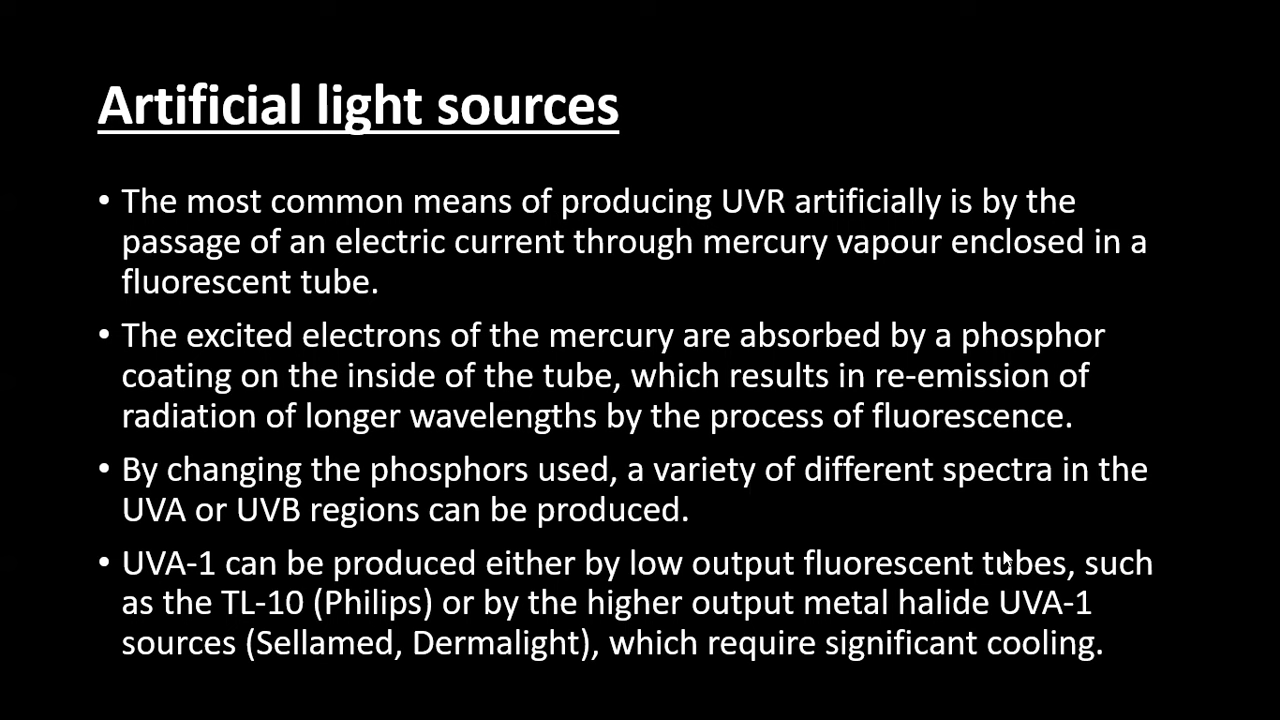 Artificial light sources
• The most common means of producing UVR artificially is by the
passage of an electric current through mercury vapour enclosed in a
fluorescent tube.
• The excited electrons of the mercury are absorbed by a phosphor
coating on the inside of the tube, which results in re-emission of
radiation of longer wavelengths by the process of fluorescence.
• By changing the phosphors used, a variety of different spectra in the
UVA or UVB regions can be produced.
• UVA-1 can be produced either by low output fluorescent tubes, such
as the TL-10 (Philips) or by the higher output metal halide UVA-1
sources (Sellamed, Dermalight), which require significant cooling.